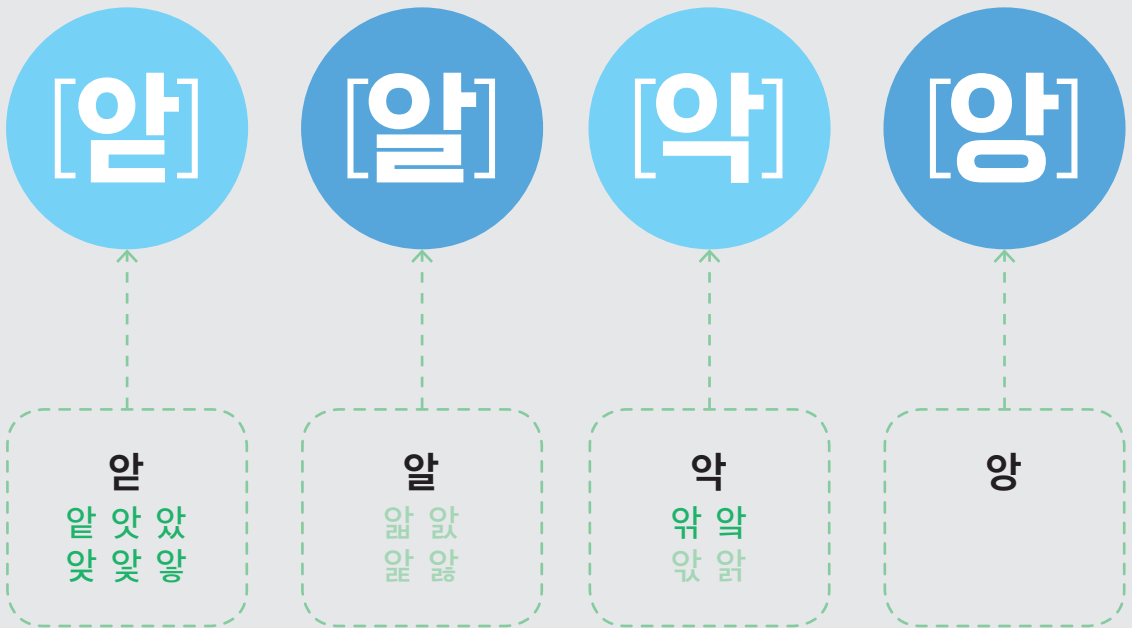 [앋]
[알]
[악]
[앙]
앋
앝 앗 았
앚 앛 앟
알
앏 앐
앑 앓
악
앆 앜
앇 앍
앙